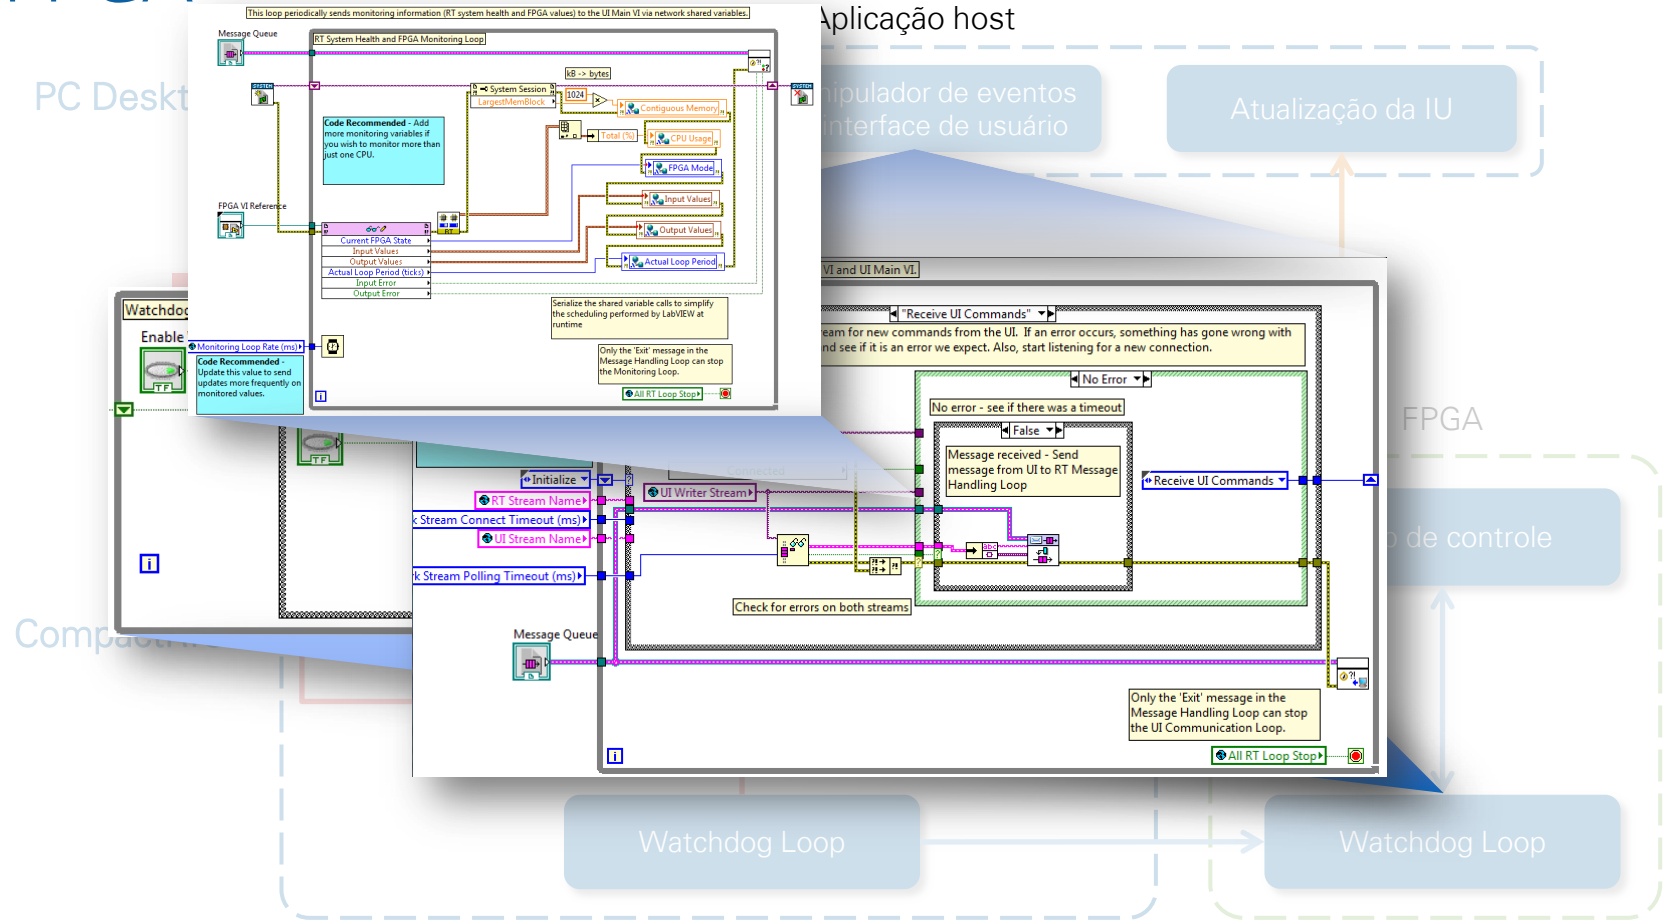 FPGA
Aplicação host
PC Deskt
nipulador de eventos
interface de usuário
Atualização da IU
This loop periodically sends monitoring information (RT system health and FPGA values) to the UI Main VI via network shared variables.
Message Queue
RT System Health and FPGA Monitoring Loop
kB -> bytes
SYSTEM
System Session
LargestMemBlock
1024
Contiguous Memory
SYSTEM
Code Recommended - Add
more monitoring variables if
you wish to monitor more than
just one CPU.
Total (%)
CPU Usage
FPGA Mode
Input Values
Output Values
Actual Loop Period
FPGA VI Reference
RT
Current FPGA State
Input Values
Output Values
Actual Loop Period (ticks)
Input Error
Output Error
Serialize the shared variable calls to simplify
the scheduling performed by LabVIEW at
runtime
Monitoring Loop Rate (ms)
Code Recommended -
Update this value to send
updates more frequently on
monitored values.
Only the 'Exit' message in the
Message Handling Loop can stop
the Monitoring Loop.
i
All RT Loop Stop
Watchdog
Enable
TF
TF
i
VI and UI Main VI.
"Receive UI Commands"
eam for new commands from the UI. If an error occurs, something has gone wrong with
nd see if it is an error we expect. Also, start listening for a new connection.
No Error
No error - see if there was a timeout
False
Message received - Send
message from UI to RT Message
Handling Loop
Receive UI Commands
Connected
Initialize
UI Writer Stream
RT Stream Name
k Stream Connect Timeout (ms)
UI Stream Name
abc
k Stream Polling Timeout (ms)
Check for errors on both streams
Message Queue
Only the 'Exit' message in the
Message Handling Loop can stop
the UI Communication Loop.
i
All RT Loop Stop
FPGA
de controle
Watchdog Loop
Watchdog Loop